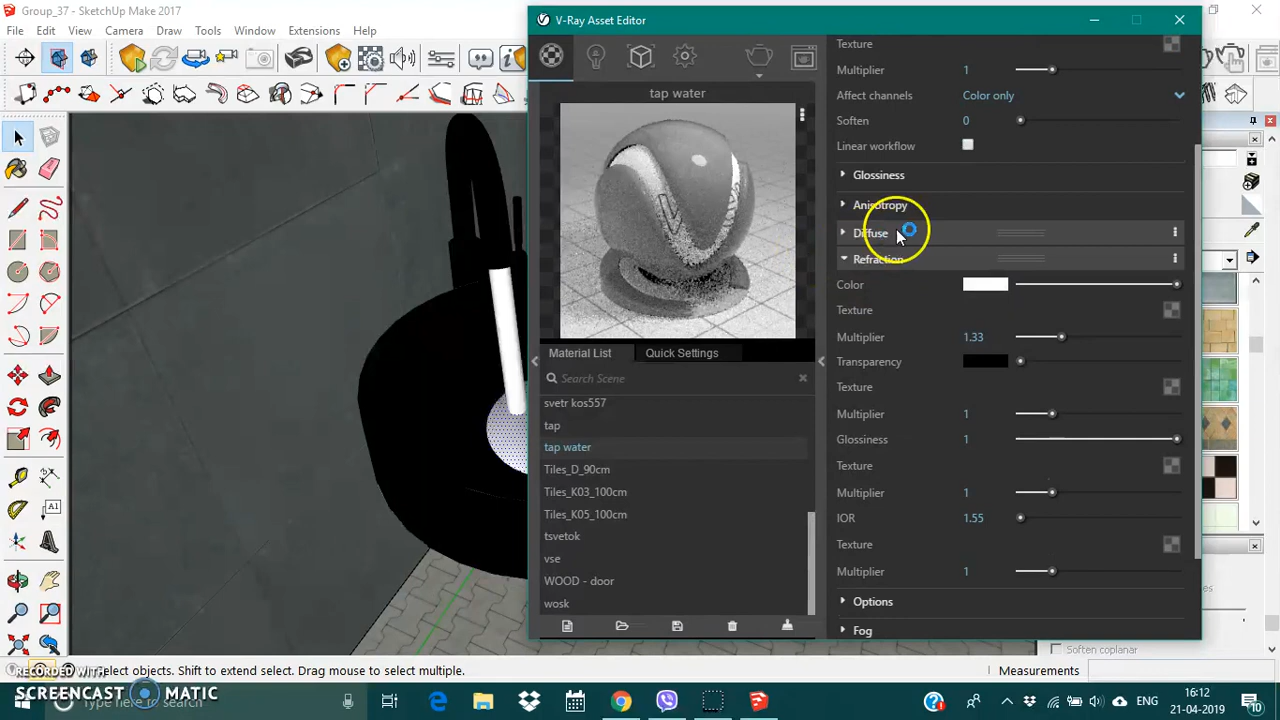 Group_37 - SketchUp Make 2017
V-Ray Asset Editor
File
Edit
View
Camera
Draw
Tools
Window
Extensions
Help
tap water
Material List
Quick Settings
Search Scene
svetr kos557
tap
tap water
Tiles_D_90cm
Tiles_K03_100cm
Tiles_K05_100cm
tsvetok
vse
WOOD - door
wosk
Texture
Multiplier 1
Affect channels Color only
Soften 0
Linear workflow
Glossiness
Anisotropy
Diffuse
Refraction
Color
Texture
Multiplier 1.33
Transparency
Texture
Multiplier 1
Glossiness 1
Texture
Multiplier 1
IOR 1.55
Texture
Multiplier 1
Options
Fog
Soften coplanar
select objects. Shift to extend select. Drag mouse to select multiple.
Measurements
RECORDED WITH
SCREENCAST MATIC
ENG
16:12
21-04-2019
10